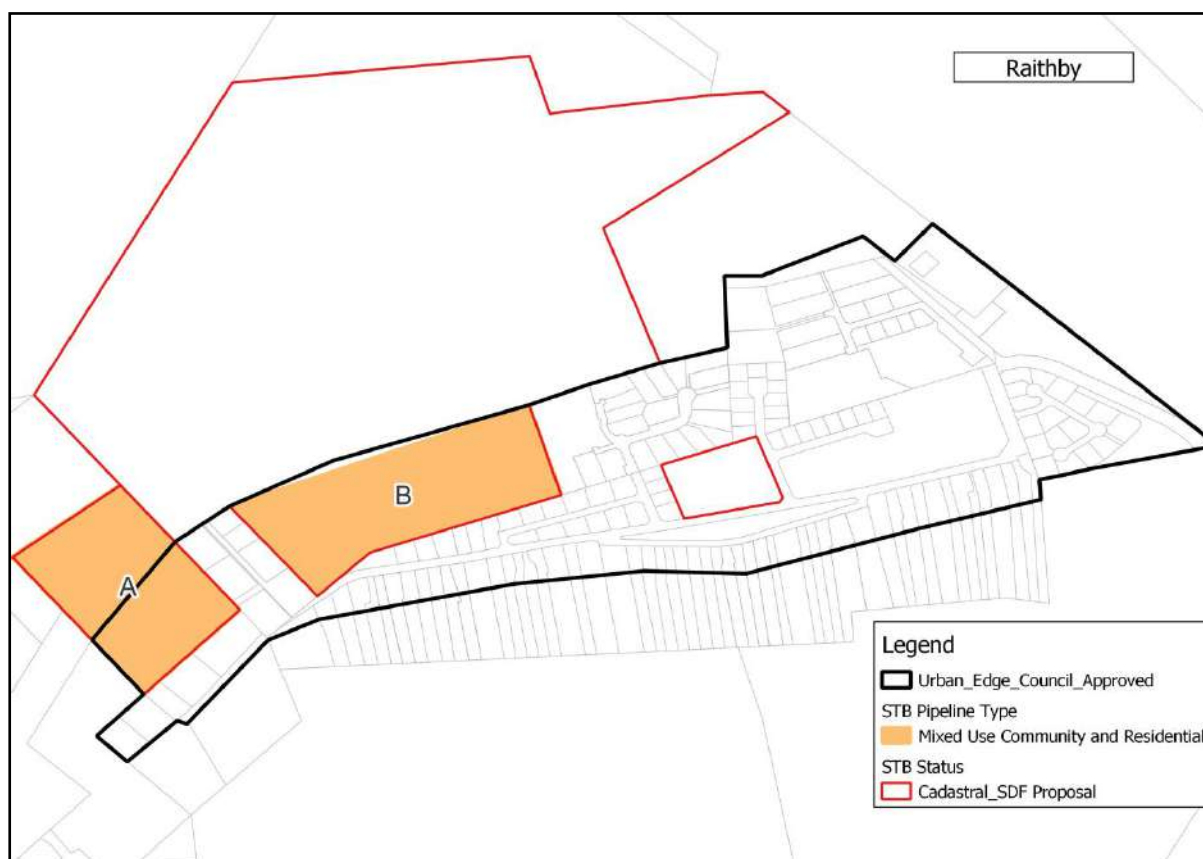 Raithby
A
B
Legend
Urban_Edge_Council_Approved
STB Pipeline Type
Mixed Use Community and Residential
STB Status
Cadastral_SDF Proposal